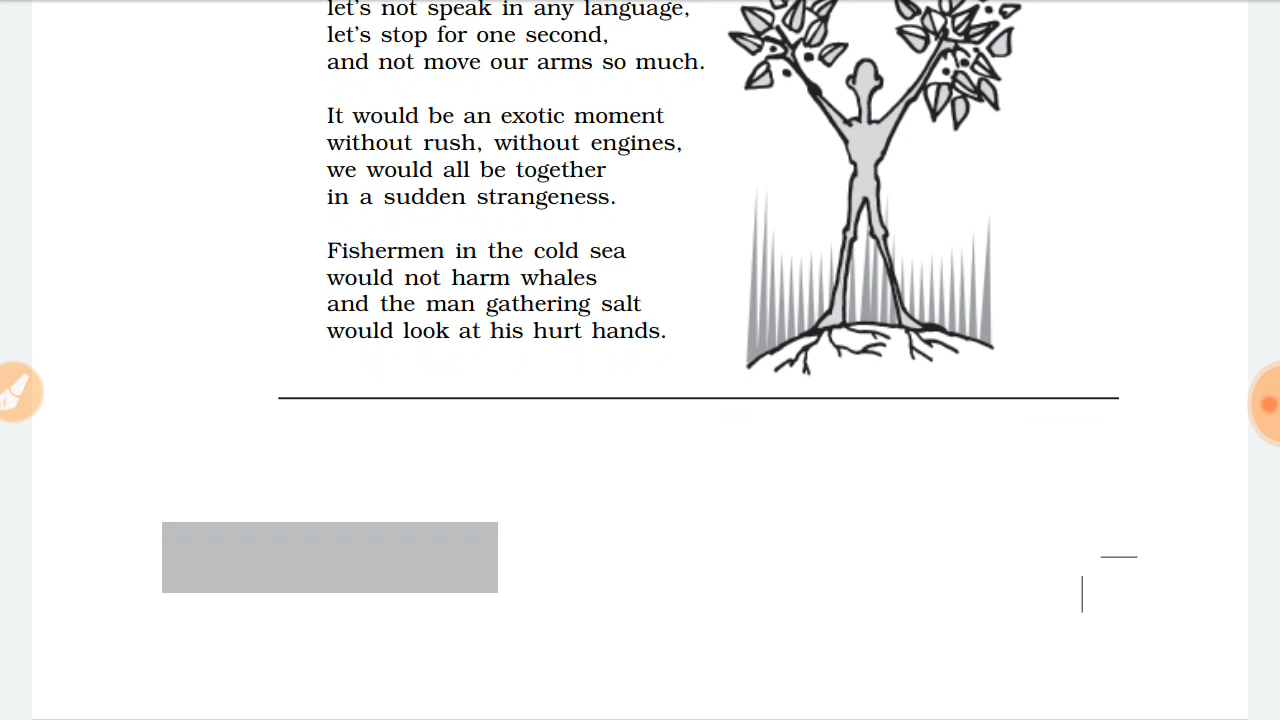 let's not speak in any language,
let's stop for one second,
and not move our arms so much.
It would be an exotic moment
without rush, without engines,
we would all be together
in a sudden strangeness.
Fishermen in the cold sea
would not harm whales
and the man gathering salt
would look at his hurt hands.